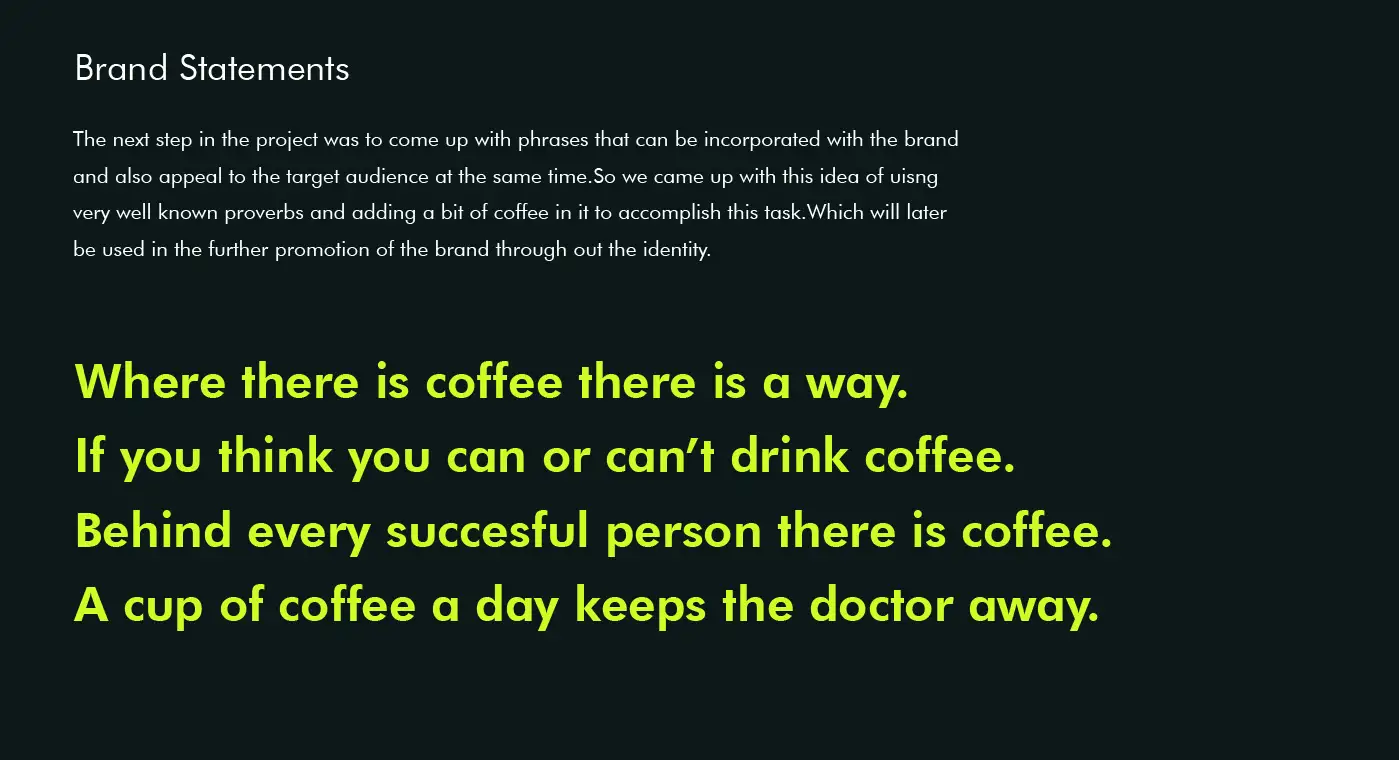 Brand Statements
The next step in the project was to come up with phrases that can be incorporated with the brand
and also appeal to the target audience at the same time.So we came up with this idea of uisng
very well known proverbs and adding a bit of coffee in it to accomplish this task.Which will later
be used in the further promotion of the brand through out the identity.
Where there is coffee there is a way.
If you think you can or can’t drink coffee.
Behind every succesful person there is coffee.
A cup of coffee a day keeps the doctor away.